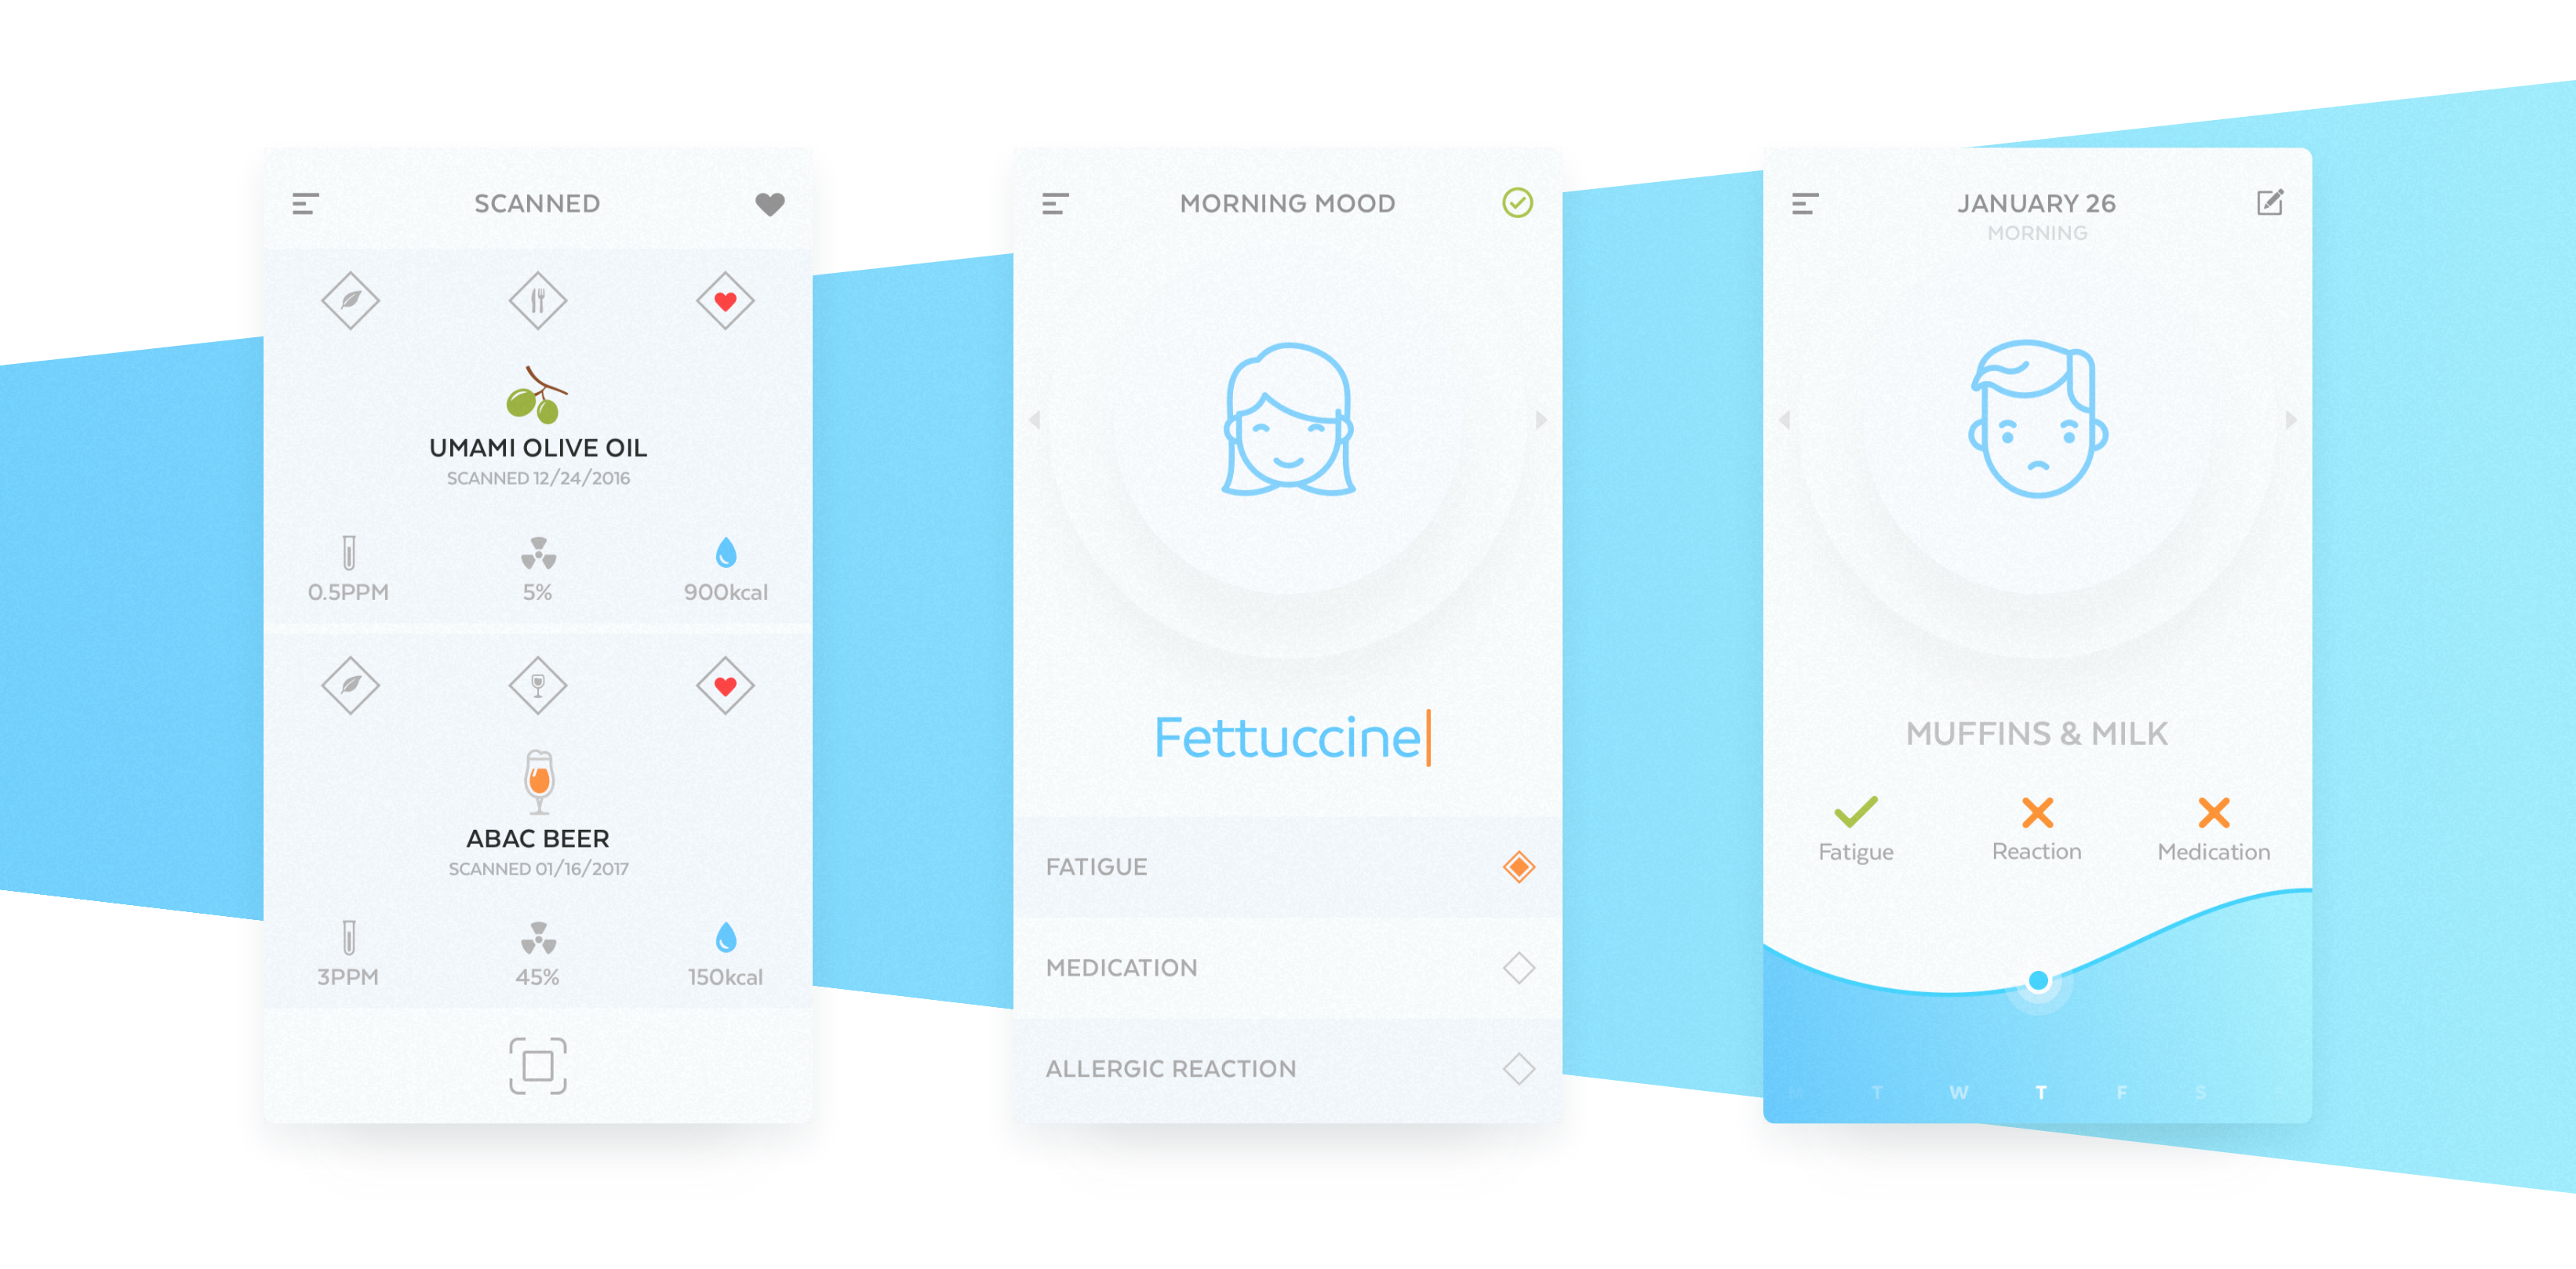 SCANNED
UMAMI OLIVE OIL
SCANNED 12/24/2016
0.5PPM 5% 900kcal
ABAC BEER
SCANNED 01/16/2017
3PPM 45% 150kcal
MORNING MOOD
Fettuccine
FATIGUE
MEDICATION
ALLERGIC REACTION
JANUARY 26
MORNING
MUFFINS & MILK
Fatigue Reaction Medication
M T W T F S